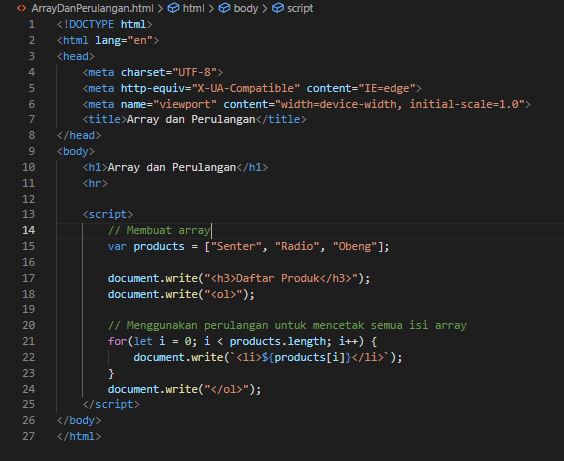 ArrayDanPerulangan.html > html > body > script
1 <!DOCTYPE html>
2 <html lang="en">
3 <head>
4     <meta charset="UTF-8">
5     <meta http-equiv="X-UA-Compatible" content="IE=edge">
6     <meta name="viewport" content="width=device-width, initial-scale=1.0">
7     <title>Array dan Perulangan</title>
8 </head>
9 <body>
10     <h1>Array dan Perulangan</h1>
11     <hr>
12
13     <script>
14         // Membuat array
15         var products = ["Senter", "Radio", "Obeng"];
16
17         document.write("<h3>Daftar Produk</h3>");
18         document.write("<ol>");
19
20         // Menggunakan perulangan untuk mencetak semua isi array
21         for(let i = 0; i < products.length; i++) {
22             document.write(`<li>${products[i]}</li>`);
23         }
24         document.write("</ol>");
25     </script>
26 </body>
27 </html>